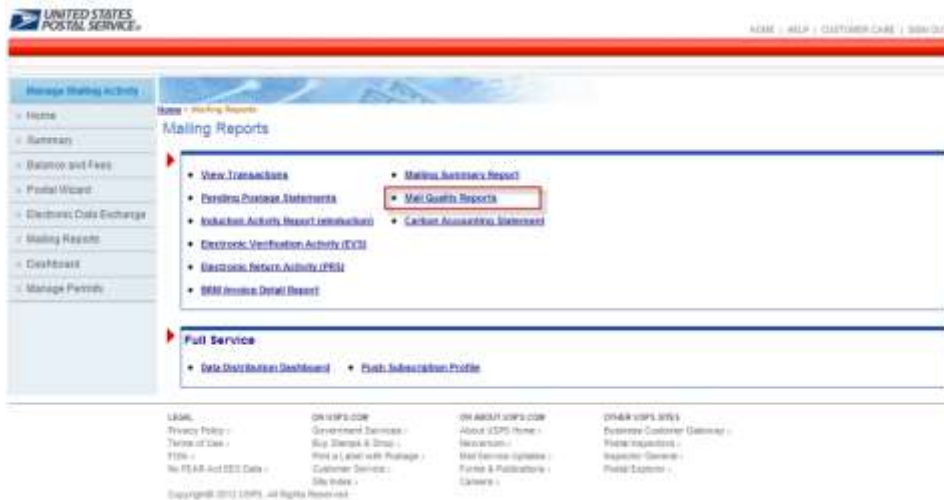 UNITED STATES
POSTAL SERVICE®
HOME | HELP | CUSTOMER CARE | SIGN OUT
Manage Mailing Activity
Home
Summary
Balance and Fees
Postal Wizard
Electronic Data Exchange
Mailing Reports
Dashboard
Manage Permits
Home > Mailing Reports
Mailing Reports
View Transactions
Pending Postage Statements
Induction Activity Report (eInduction)
Electronic Verification Activity (EVS)
Electronic Return Activity (PRS)
BRM Invoice Detail Report
Mailing Summary Report
Mail Quality Reports
Carbon Accounting Statement
Full Service
Data Distribution Dashboard
Push Subscription Profile
LEGAL
Privacy Policy ›
Terms of Use ›
FOIA ›
No FEAR Act EEO Data ›
ON USPS.COM
Government Services ›
Buy Stamps & Shop ›
Print a Label with Postage ›
Customer Service ›
Site Index ›
ON ABOUT.USPS.COM
About USPS Home ›
Newsroom ›
Mail Service Updates ›
Forms & Publications ›
Careers ›
OTHER USPS SITES
Business Customer Gateway ›
Postal Inspectors ›
Inspector General ›
Postal Explorer ›
Copyright© 2012 USPS. All Rights Reserved.